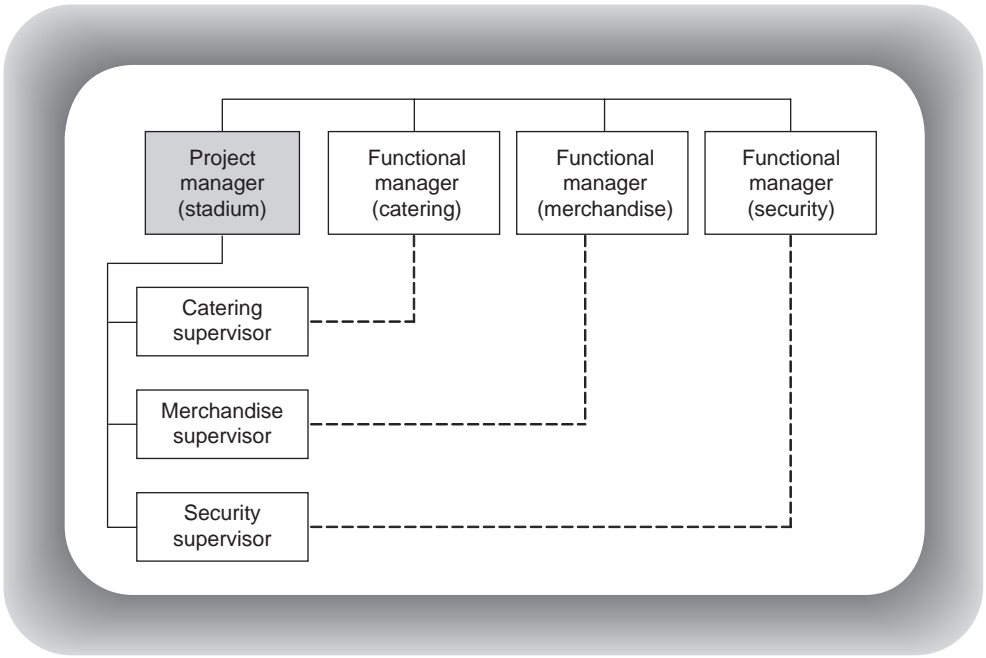 Project
manager
(stadium)
Functional
manager
(catering)
Functional
manager
(merchandise)
Functional
manager
(security)
Catering
supervisor
Merchandise
supervisor
Security
supervisor